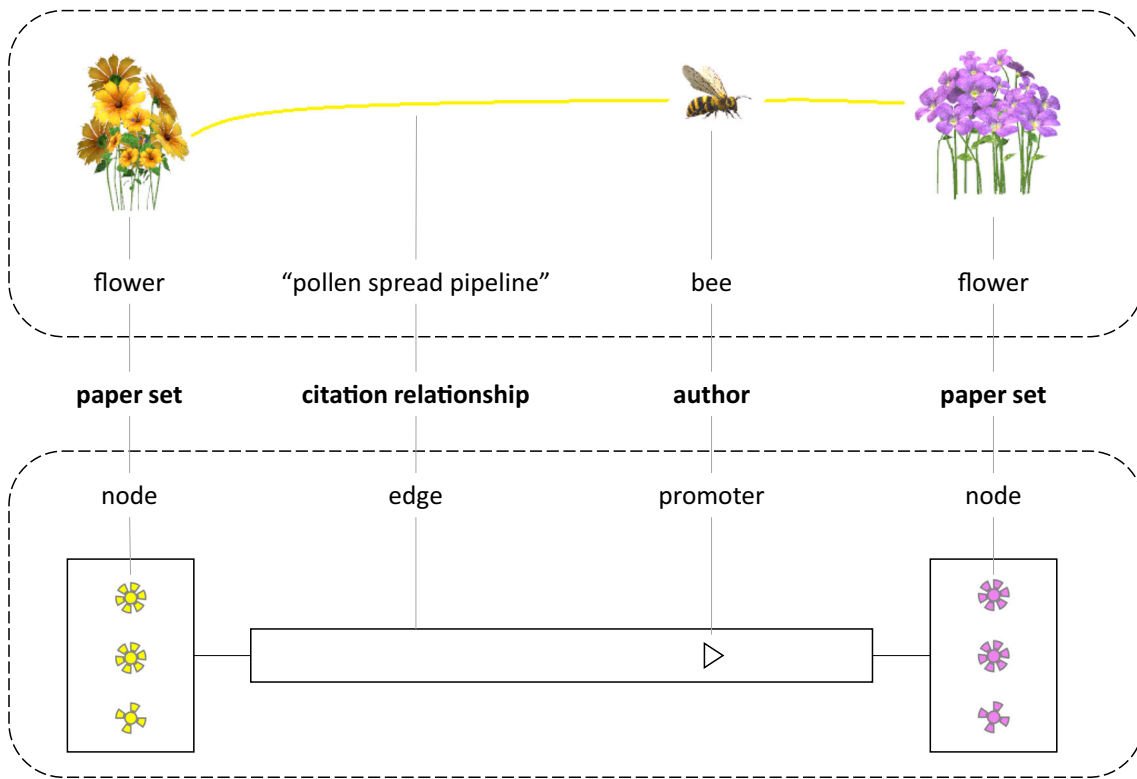 flower “pollen spread pipeline” bee flower
paper set citation relationship author paper set
node edge promoter node